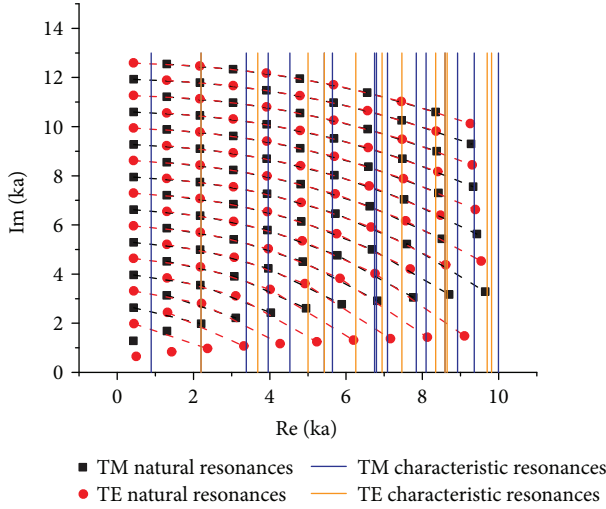 14
12
10
8
6
4
2
0
Im (ka)
0 2 4 6 8 10
Re (ka)
TM natural resonances TM characteristic resonances
TE natural resonances TE characteristic resonances